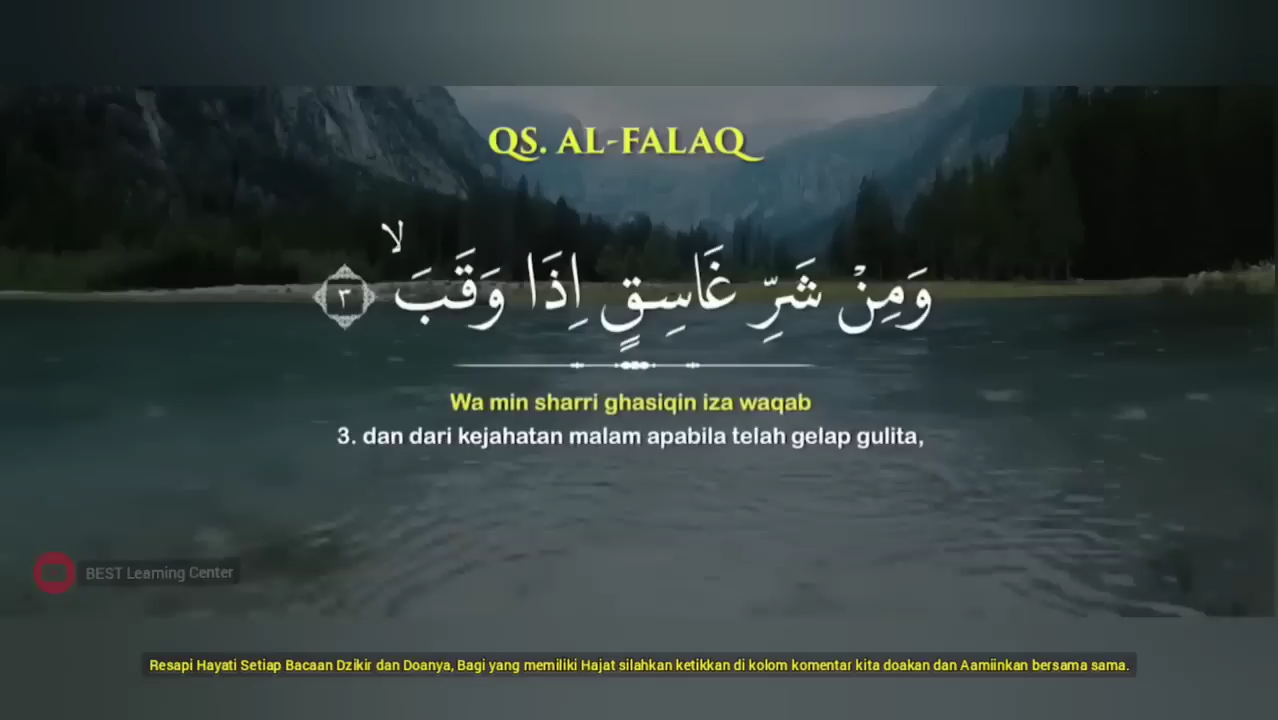 QS. AL-FALAQ
وَمِنْ شَرِّ غَاسِقٍ اِذَا وَقَبَۙ ٣
Wa min sharri ghasiqin iza waqab
3. dan dari kejahatan malam apabila telah gelap gulita,
BEST Learning Center
Resapi Hayati Setiap Bacaan Dzikir dan Doanya, Bagi yang memiliki Hajat silahkan ketikkan di kolom komentar kita doakan dan Aamiinkan bersama sama.